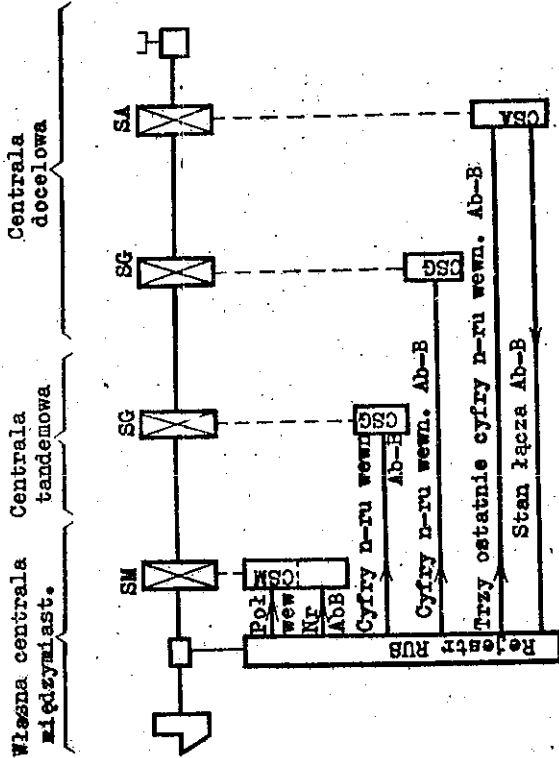 Własna centrala
międzymiast.
Centrala
tandemowa
Centrala
docelowa
SM
SG
SG
SA
CSM
CSG
CSG
CSA
Poł
wew
Nr
AbB
Cyfry n-ru wewn
Ab-B
Cyfry n-ru wewn. Ab-B
Trzy ostatnie cyfry n-ru wewn. Ab-B
Stan łącza Ab-B
Rejestr RUS